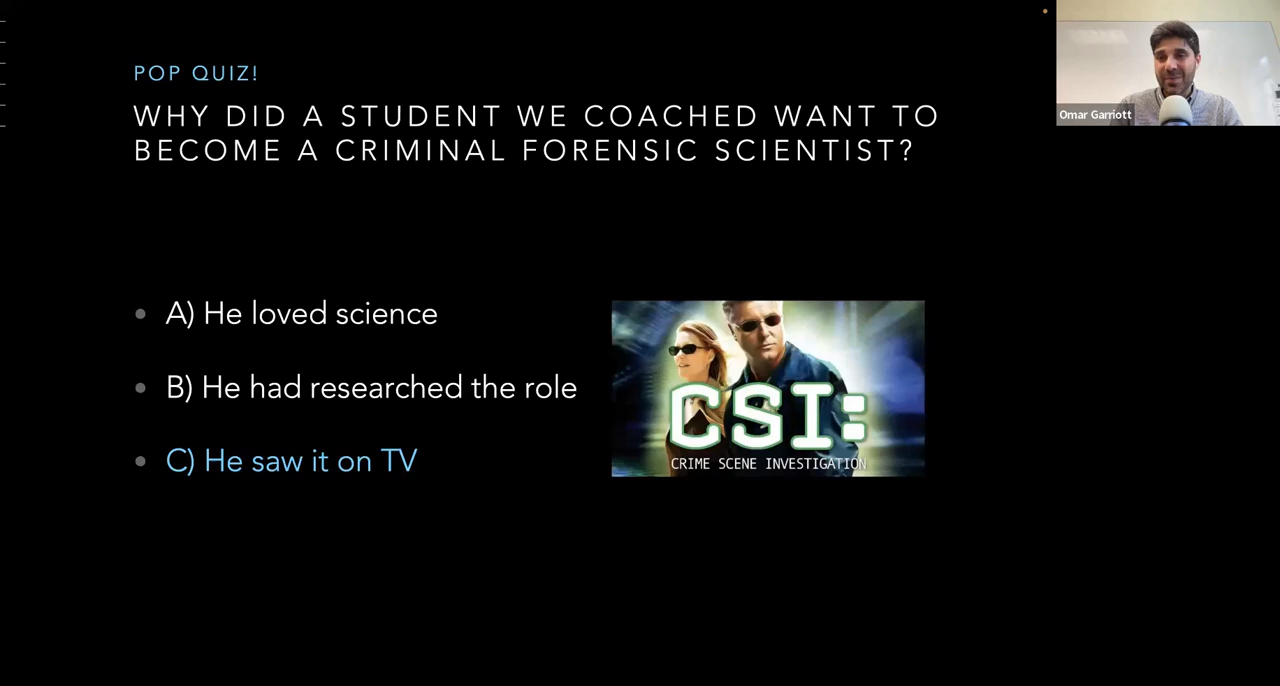 POP QUIZ!
WHY DID A STUDENT WE COACHED WANT TO
BECOME A CRIMINAL FORENSIC SCIENTIST?
Omar Garriott
A) He loved science
B) He had researched the role
C) He saw it on TV
CSI:
CRIME SCENE INVESTIGATION